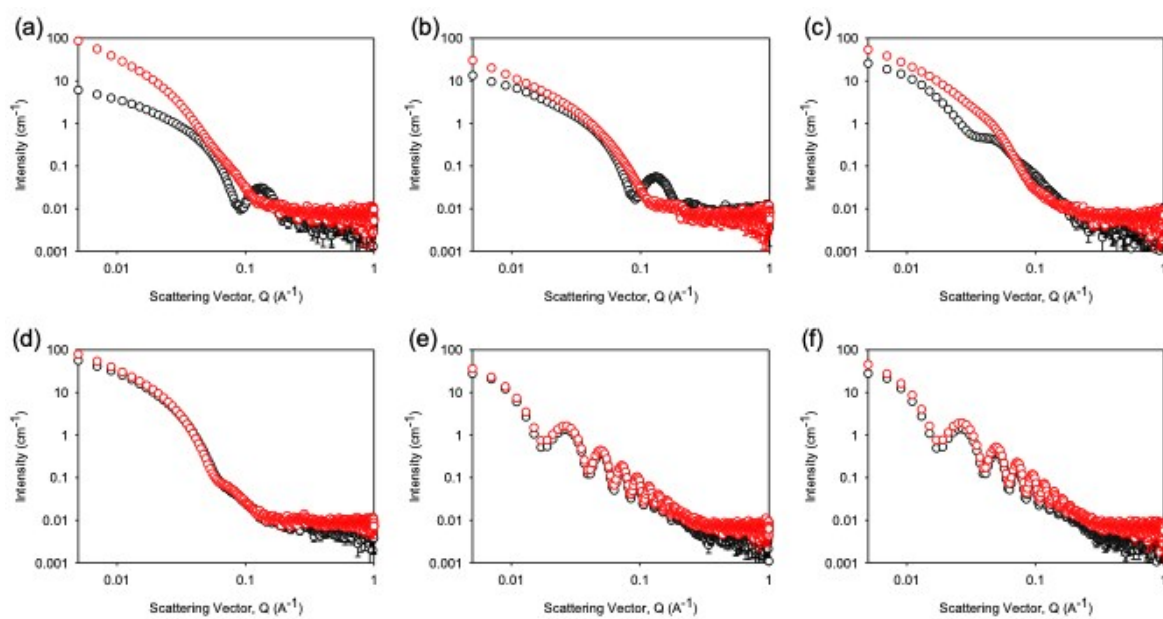 (a) (b) (c)
100 100 100
10 10 10
1 1 1
0.1 0.1 0.1
0.01 0.01 0.01
0.001 0.001 0.001
Intensity (cm⁻¹) Intensity (cm⁻¹) Intensity (cm⁻¹)
0.01 0.1 1 0.01 0.1 1 0.01 0.1 1
Scattering Vector, Q (A⁻¹) Scattering Vector, Q (A⁻¹) Scattering Vector, Q (A⁻¹)
(d) (e) (f)
100 100 100
10 10 10
1 1 1
0.1 0.1 0.1
0.01 0.01 0.01
0.001 0.001 0.001
Intensity (cm⁻¹) Intensity (cm⁻¹) Intensity (cm⁻¹)
0.01 0.1 1 0.01 0.1 1 0.01 0.1 1
Scattering Vector, Q (A⁻¹) Scattering Vector, Q (A⁻¹) Scattering Vector, Q (A⁻¹)